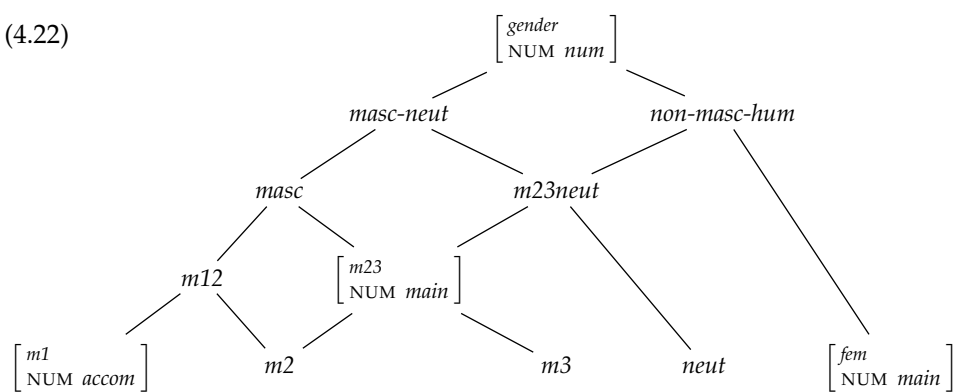 (4.22)
gender
NUM num
masc-neut
non-masc-hum
masc
m23neut
m12
m23
NUM main
m1
NUM accom
m2
m3
neut
fem
NUM main